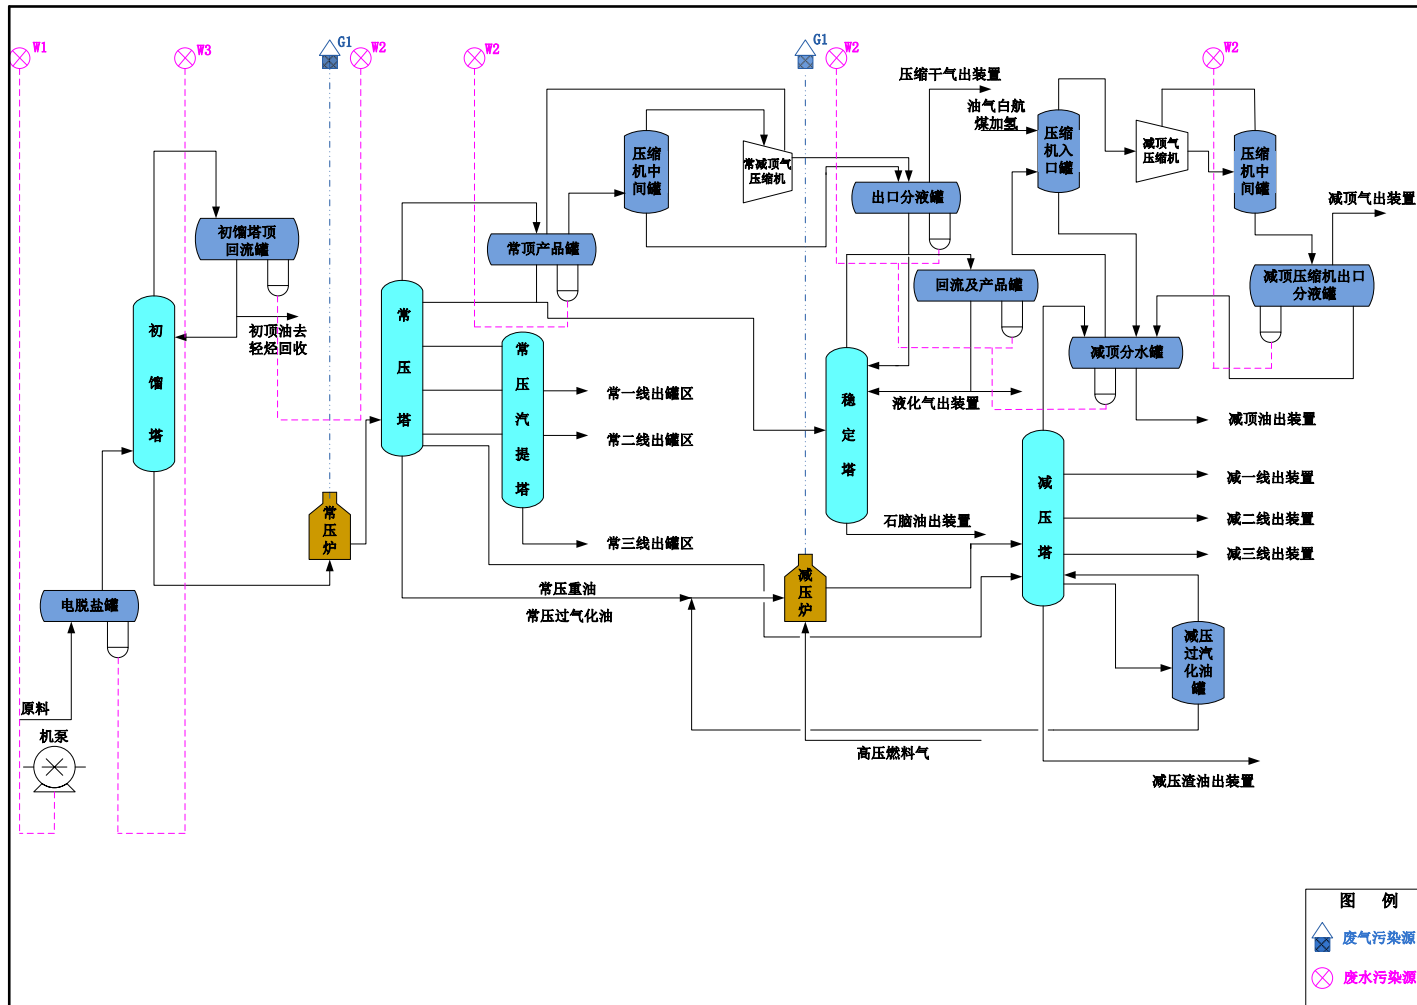 W1
W3
G1
W2
W2
G1
W2
W2
压缩干气出装置
油气自航
煤加氢
压缩
机入
口罐
减顶气
压缩机
压缩
机中
间罐
减顶气出装置
压缩
机中
间罐
常减顶气
压缩机
出口分液罐
初馏塔顶
回流罐
常顶产品罐
回流及产品罐
减顶压缩机出口
分液罐
初顶油去
轻烃回收
初馏塔
常压塔
常压汽提塔
减顶分水罐
常一线出罐区
液化气出装置
稳定塔
减顶油出装置
常二线出罐区
减一线出装置
减压塔
常压炉
石脑油出装置
减二线出装置
常三线出罐区
减三线出装置
减压炉
常压重油
常压过气化油
电脱盐罐
减压
过汽
化油
罐
原料
机泵
高压燃料气
减压渣油出装置
图 例
废气污染源
废水污染源